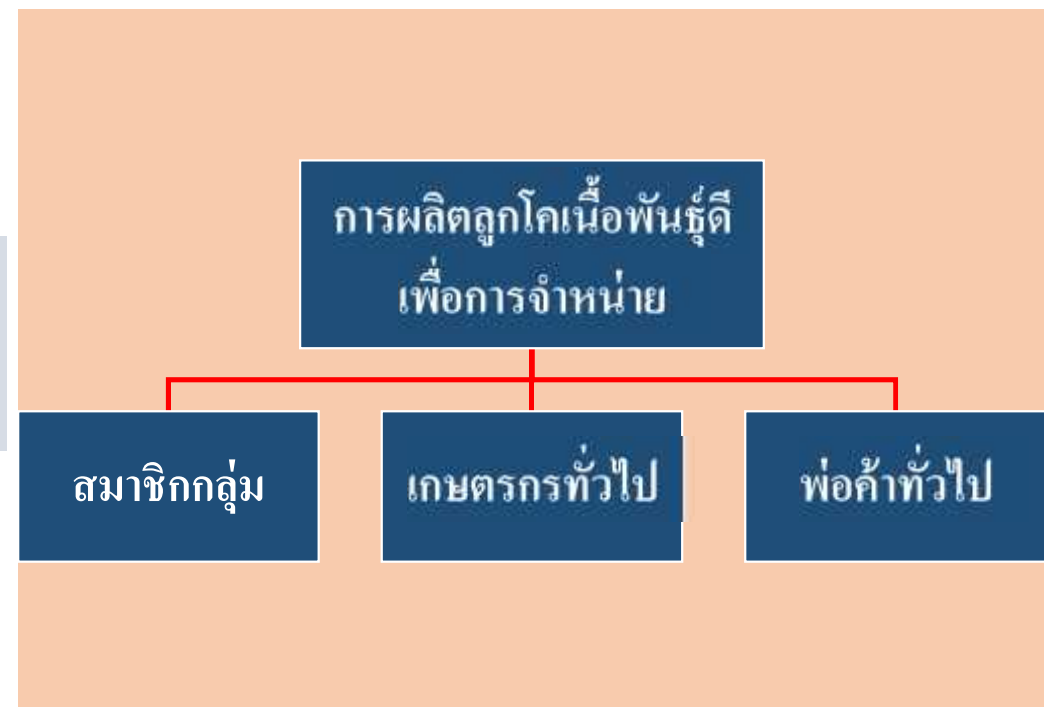 การผลิตลูกโคเนื้อพันธุ์ดี
เพื่อการจำหน่าย
สมาชิกกลุ่ม
เกษตรกรทั่วไป
พ่อค้าทั่วไป